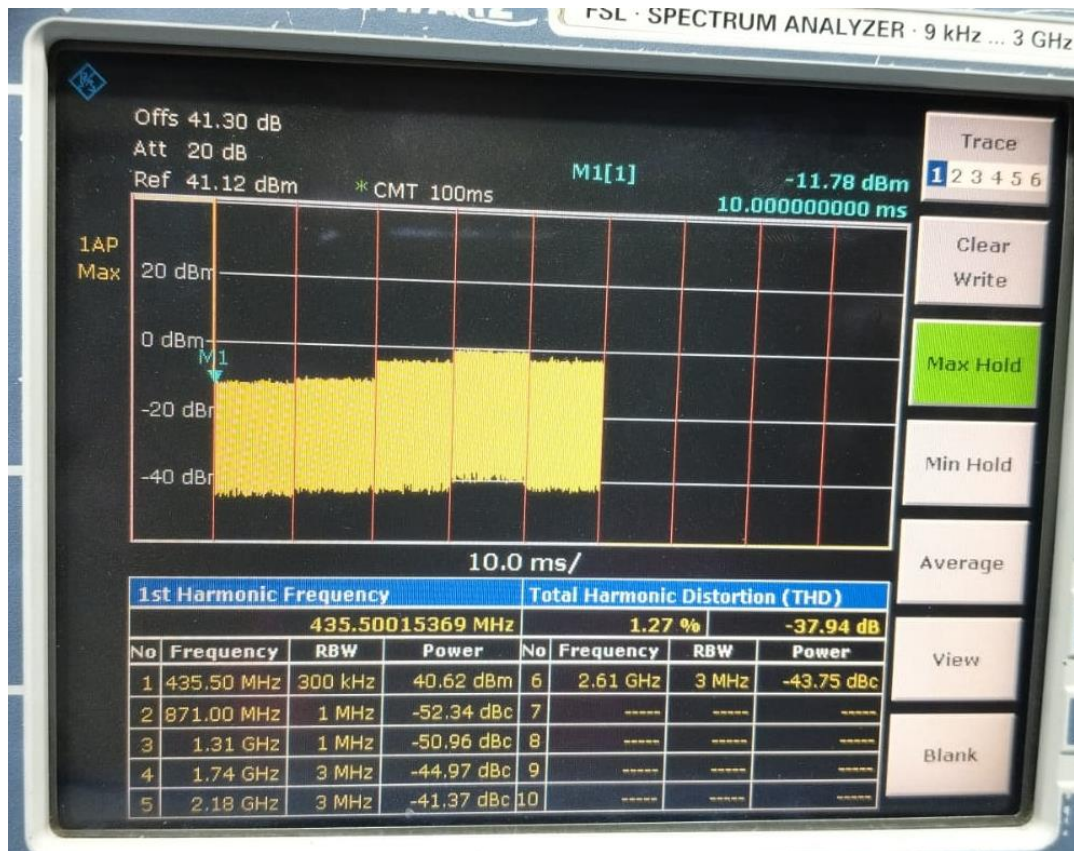 FSL · SPECTRUM ANALYZER · 9 kHz ... 3 GHz
Offs 41.30 dB
Att 20 dB
Ref 41.12 dBm * CMT 100ms
M1[1] -11.78 dBm
10.000000000 ms
1AP
Max
20 dBm
0 dBm
M1
-20 dBm
-40 dBm
10.0 ms/
1st Harmonic Frequency Total Harmonic Distortion (THD)
435.50015369 MHz 1.27 % -37.94 dB
No Frequency RBW Power No Frequency RBW Power
1 435.50 MHz 300 kHz 40.62 dBm 6 2.61 GHz 3 MHz -43.75 dBc
2 871.00 MHz 1 MHz -52.34 dBc 7 ----- ----- -----
3 1.31 GHz 1 MHz -50.96 dBc 8 ----- ----- -----
4 1.74 GHz 3 MHz -44.97 dBc 9 ----- ----- -----
5 2.18 GHz 3 MHz -41.37 dBc 10 ----- ----- -----
Trace
1 2 3 4 5 6
Clear
Write
Max Hold
Min Hold
Average
View
Blank